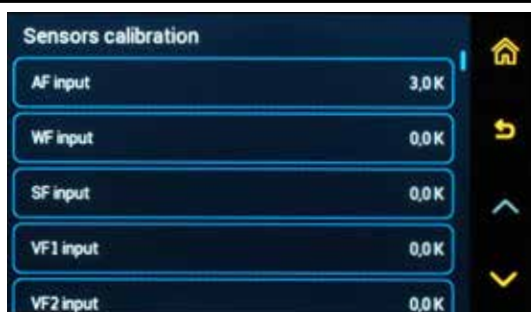 Sensors calibration
AF input 3,0 K
WF input 0,0 K
SF input 0,0 K
VF1 input 0,0 K
VF2 input 0,0 K